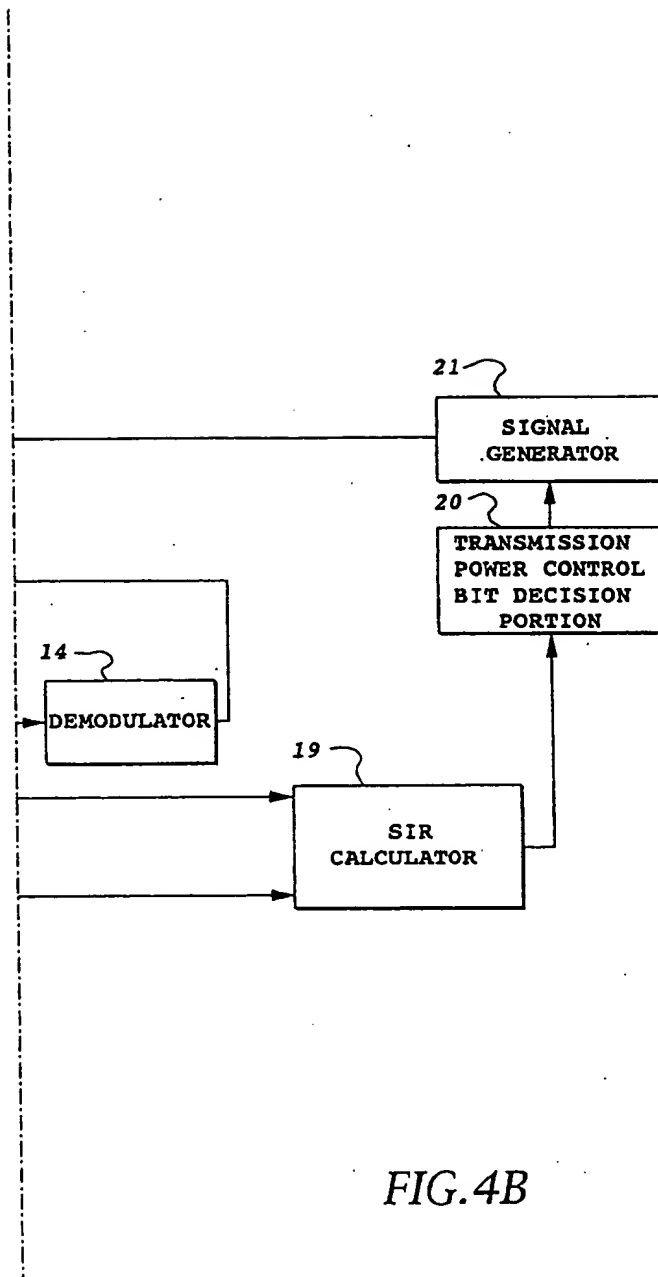 21
SIGNAL
GENERATOR
20
TRANSMISSION
POWER CONTROL
BIT DECISION
PORTION
14
DEMODULATOR
19
SIR
CALCULATOR
FIG.4B